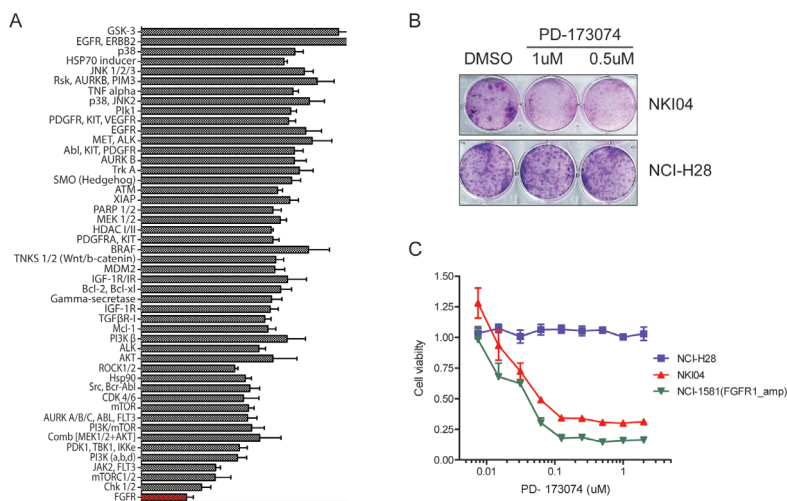 A
GSK-3
EGFR, ERBB2
p38
HSP70 inducer
JNK 1/2/3
Rsk, AURKB, PIM3
TNF alpha
p38, JNK2
Plk1
PDGFR, KIT, VEGFR
EGFR
MET, ALK
Abl, KIT, PDGFR
AURK B
Trk A
SMO (Hedgehog)
ATM
XIAP
PARP 1/2
MEK 1/2
HDAC I/II
PDGFRA, KIT
BRAF
TNKS 1/2 (Wnt/b-catenin)
MDM2
IGF-1R/IR
Bcl-2, Bcl-xl
Gamma-secretase
IGF-1R
TGFβR-I
Mcl-1
PI3K β
ALK
AKT
ROCK1/2
Hsp90
Src, Bcr-Abl
CDK 4/6
mTOR
AURK A/B/C, ABL, FLT3
PI3K/mTOR
Comb [MEK1/2+AKT]
PDK1, TBK1, IKKe
PI3K (a,b,d)
JAK2, FLT3
mTORC1/2
Chk 1/2
FGFR
B
PD-173074
DMSO 1uM 0.5uM
NKI04
NCI-H28
C
1.50
1.25
1.00
0.75
0.50
0.25
0.00
Cell viabilty
0.01 0.1 1
PD- 173074 (uM)
NCI-H28
NKI04
NCI-1581(FGFR1_amp)